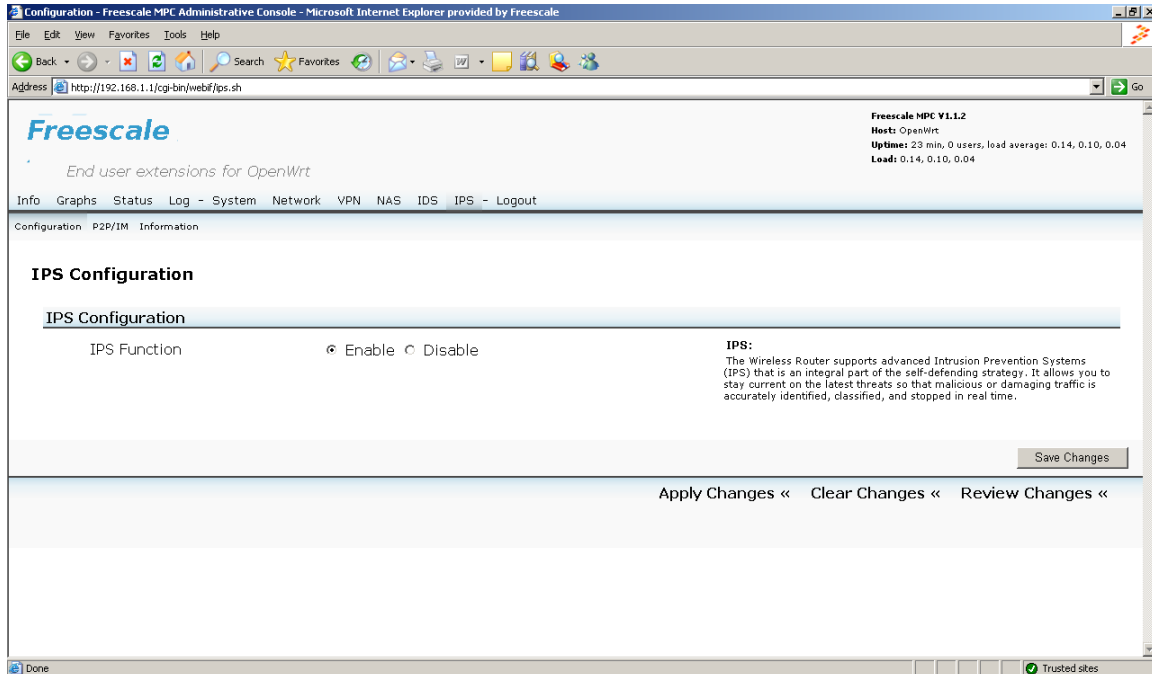 Configuration - Freescale MPC Administrative Console - Microsoft Internet Explorer provided by Freescale
File Edit View Favorites Tools Help
Back Search Favorites
Address http://192.168.1.1/cgi-bin/webif/ips.sh Go
Freescale
End user extensions for OpenWrt
Freescale MPC V1.1.2
Host: OpenWrt
Uptime: 23 min, 0 users, load average: 0.14, 0.10, 0.04
Load: 0.14, 0.10, 0.04
Info Graphs Status Log - System Network VPN NAS IDS IPS - Logout
Configuration P2P/IM Information
IPS Configuration
IPS Configuration
IPS Function Enable Disable
IPS:
The Wireless Router supports advanced Intrusion Prevention Systems
(IPS) that is an integral part of the self-defending strategy. It allows you to
stay current on the latest threats so that malicious or damaging traffic is
accurately identified, classified, and stopped in real time.
Save Changes
Apply Changes « Clear Changes « Review Changes «
Done Trusted sites